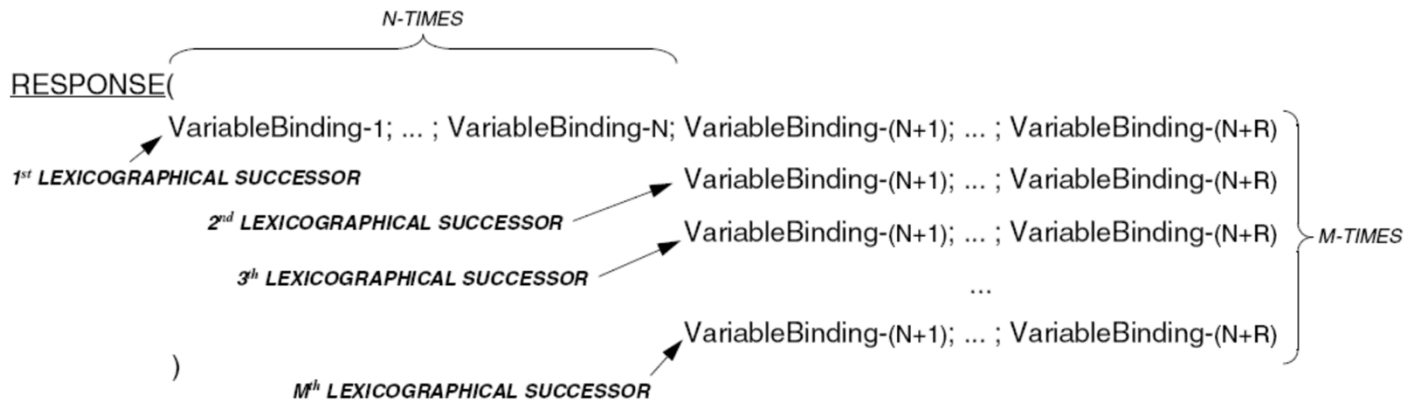 N-TIMES
RESPONSE(
VariableBinding-1; ... ; VariableBinding-N; VariableBinding-(N+1); ... ; VariableBinding-(N+R)
1st LEXICOGRAPHICAL SUCCESSOR
VariableBinding-(N+1); ... ; VariableBinding-(N+R)
2nd LEXICOGRAPHICAL SUCCESSOR
VariableBinding-(N+1); ... ; VariableBinding-(N+R)
M-TIMES
3th LEXICOGRAPHICAL SUCCESSOR
...
VariableBinding-(N+1); ... ; VariableBinding-(N+R)
)
Mth LEXICOGRAPHICAL SUCCESSOR